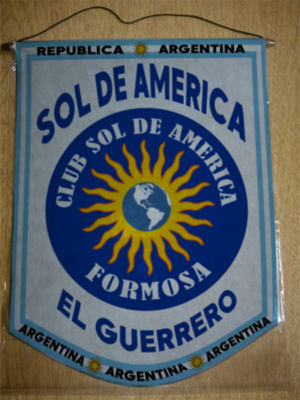 REPUBLICA ARGENTINA
SOL DE AMERICA
CLUB SOL DE AMERICA
FORMOSA
EL GUERRERO
ARGENTINA ARGENTINA ARGENTINA